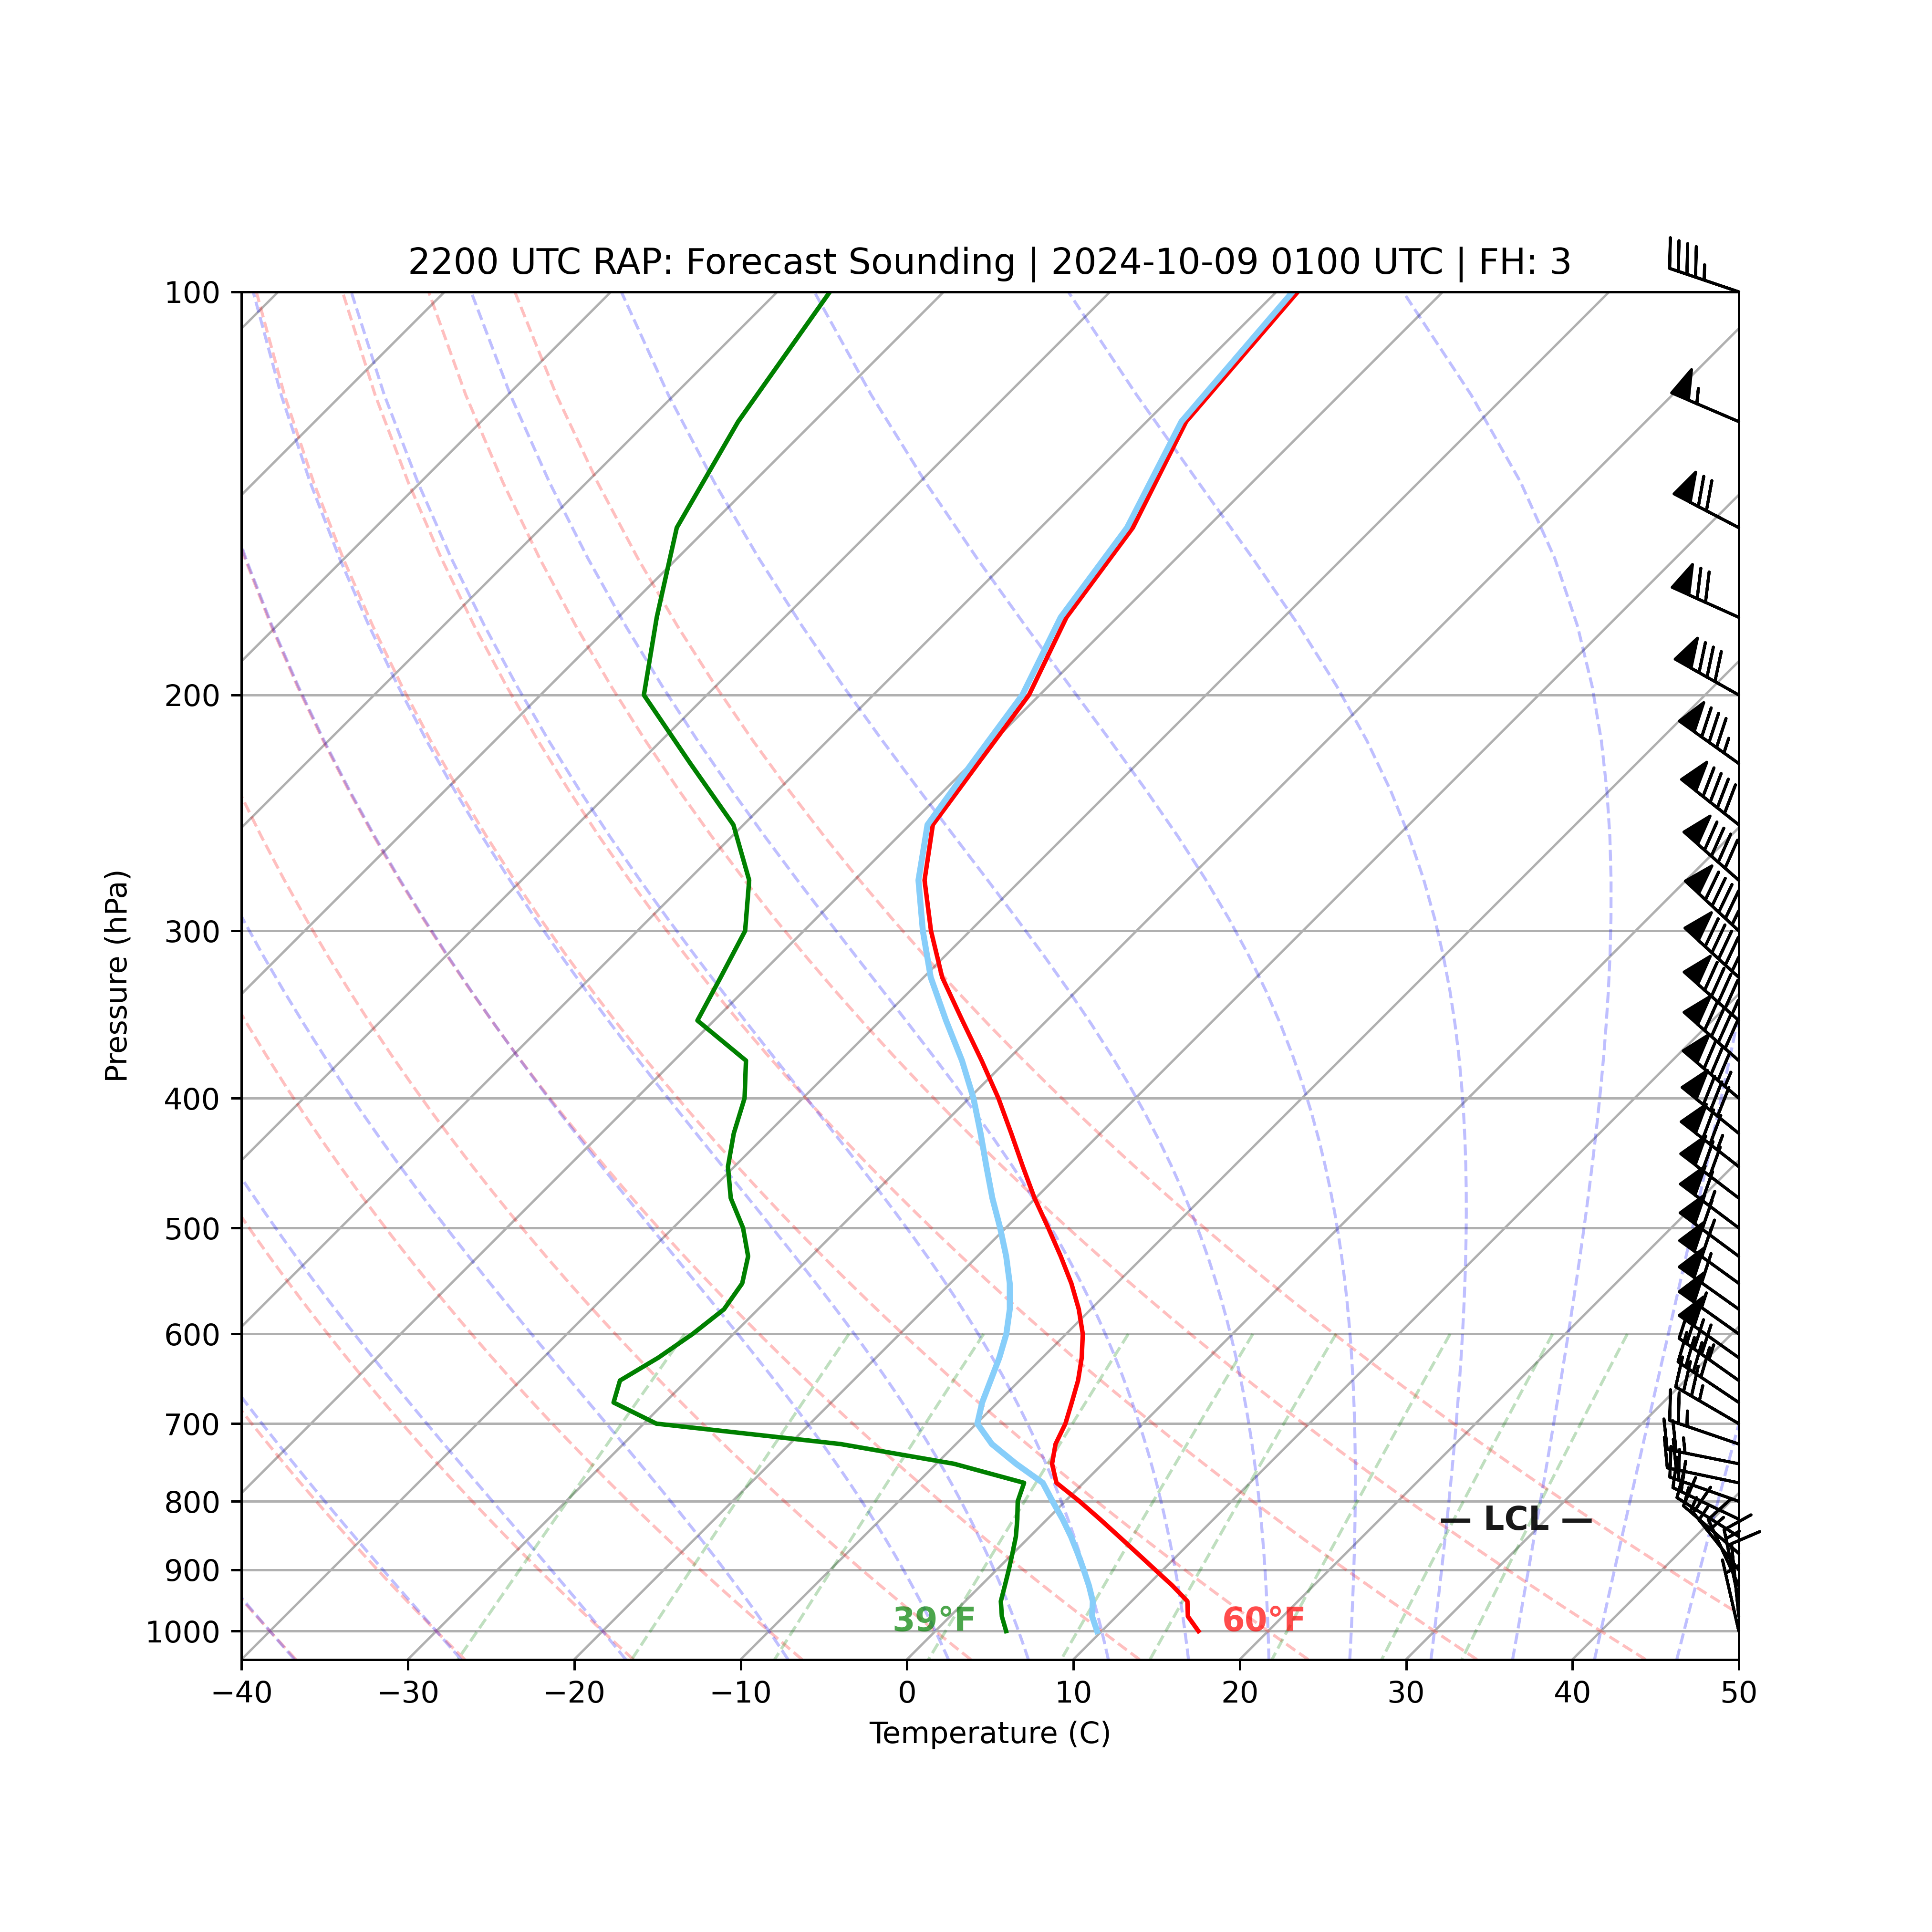 2200 UTC RAP: Forecast Sounding | 2024-10-09 0100 UTC | FH: 3
100
200
300
400
500
600
700
800
900
1000
Pressure (hPa)
— LCL —
39°F
60°F
−40 −30 −20 −10 0 10 20 30 40 50
Temperature (C)